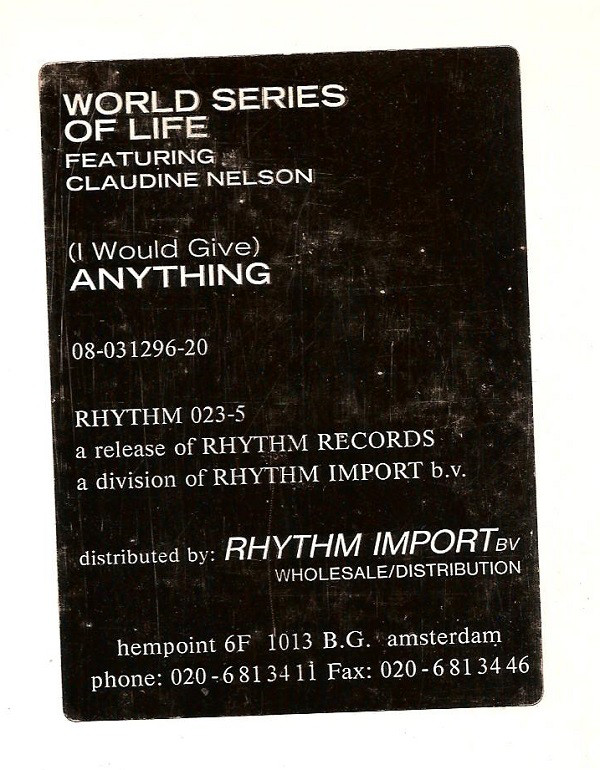 WORLD SERIES
OF LIFE
FEATURING
CLAUDINE NELSON
(I Would Give)
ANYTHING
08-031296-20
RHYTHM 023-5
a release of RHYTHM RECORDS
a division of RHYTHM IMPORT b.v.
distributed by: RHYTHM IMPORT BV
WHOLESALE/DISTRIBUTION
hempoint 6F 1013 B.G. amsterdam
phone: 020-6813411 Fax: 020-6813446